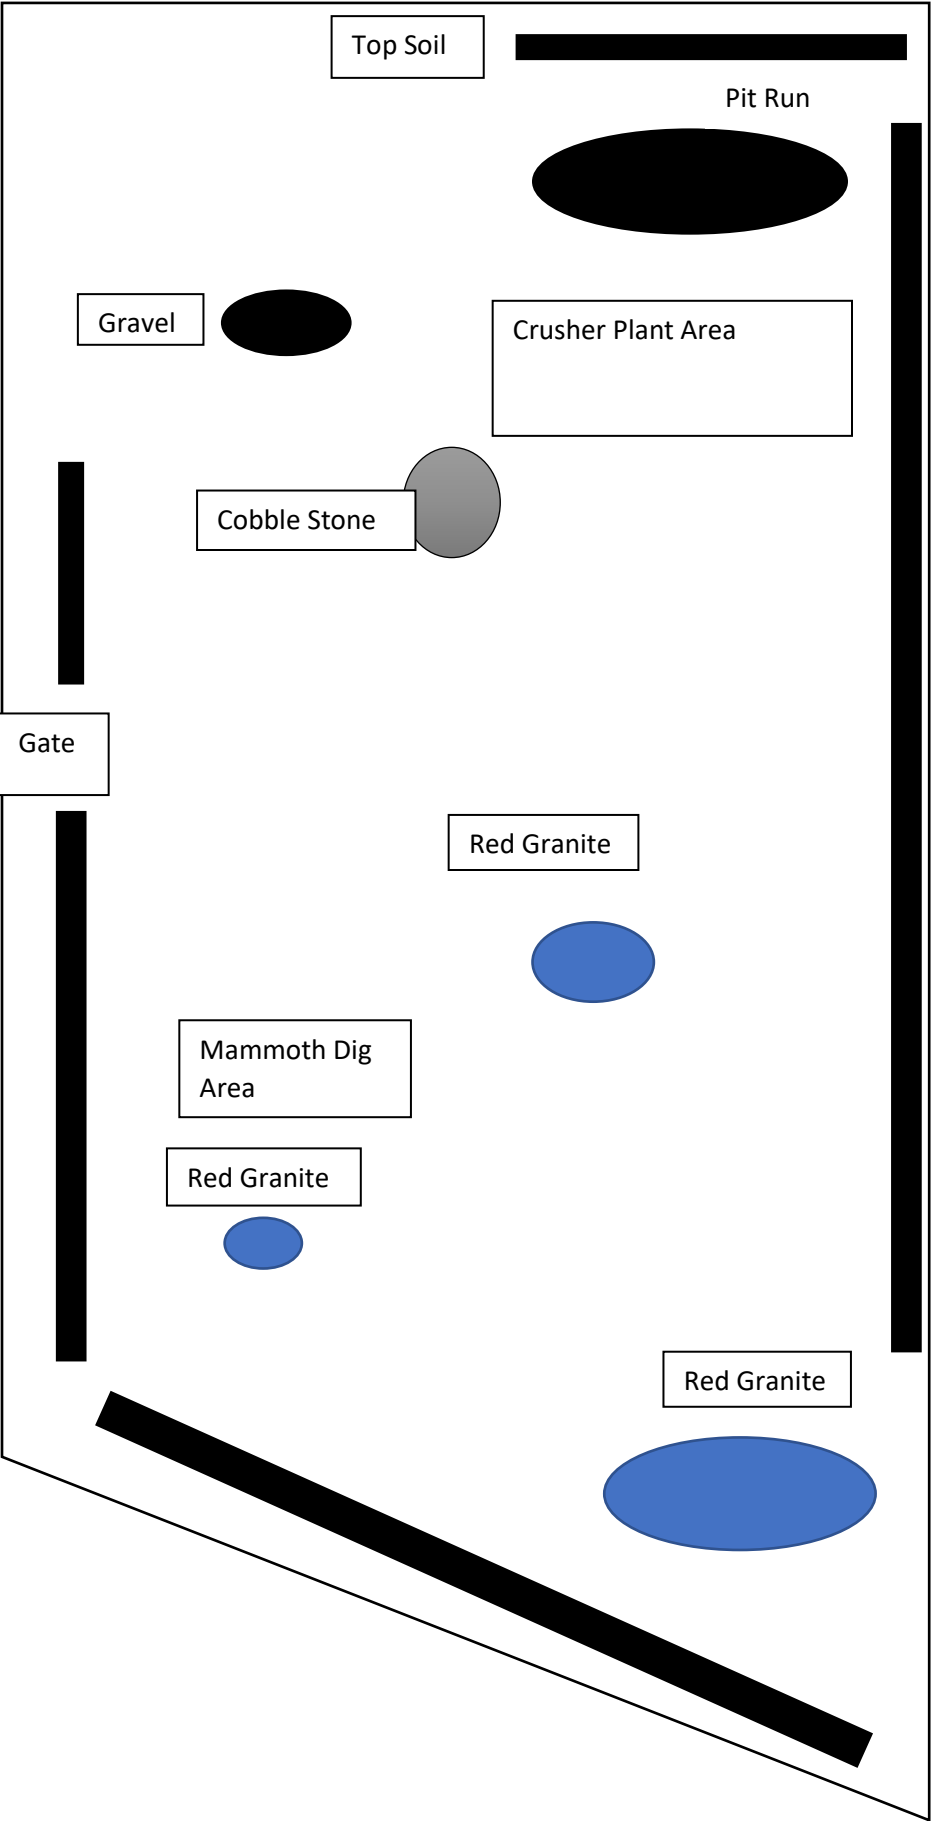 Top Soil
Pit Run
Gravel
Crusher Plant Area
Cobble Stone
Gate
Red Granite
Mammoth Dig
Area
Red Granite
Red Granite